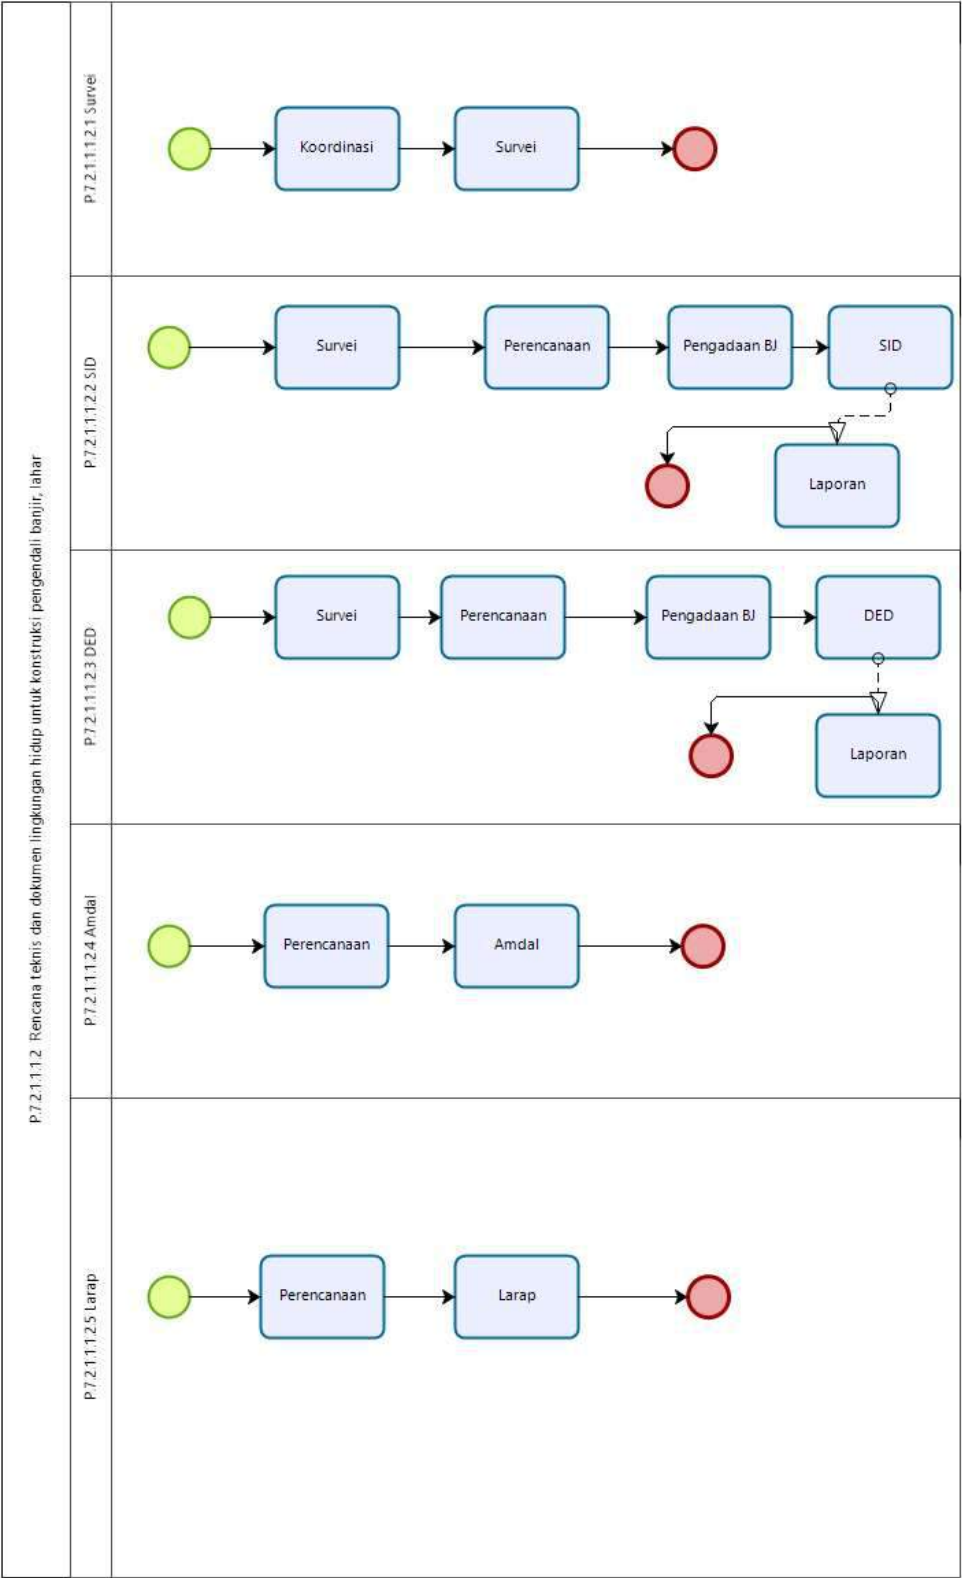 P.7.2.1.1.1.2  Rencana teknis dan dokumen lingkungan hidup untuk konstruksi pengendali banjir, lahar
P.7.2.1.1.1.2.1 Survei
Koordinasi
Survei
P.7.2.1.1.1.2.2 SID
Survei
Perencanaan
Pengadaan BJ
SID
Laporan
P.7.2.1.1.1.2.3 DED
Survei
Perencanaan
Pengadaan BJ
DED
Laporan
P.7.2.1.1.1.2.4 Amdal
Perencanaan
Amdal
P.7.2.1.1.1.2.5 Larap
Perencanaan
Larap